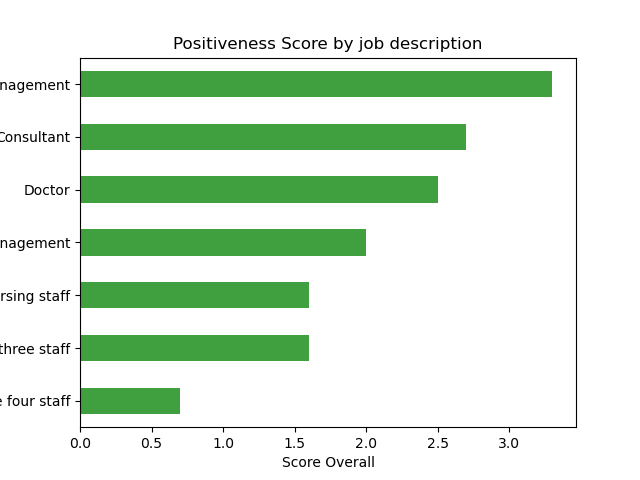 Positiveness Score by job description
nagement
Consultant
Doctor
nagement
rsing staff
three staff
e four staff
0.0 0.5 1.0 1.5 2.0 2.5 3.0
Score Overall